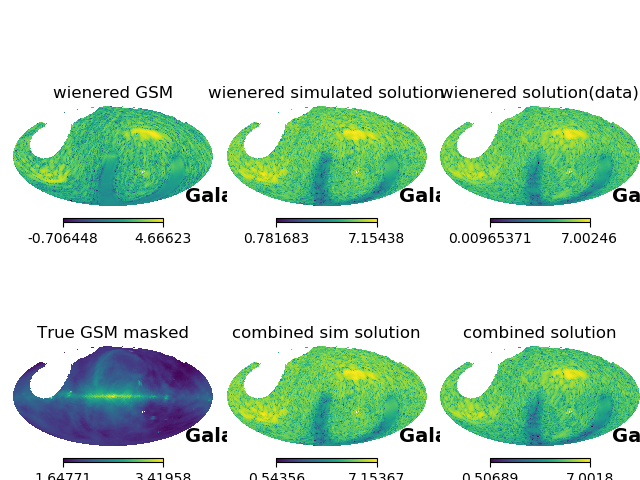 wienered GSM
wienered simulated solution
wienered solution(data)
Gala
Gala
Ga
-0.706448 4.66623
0.781683 7.15438
0.00965371 7.00246
True GSM masked
combined sim solution
combined solution
Gala
Gala
Ga
1.64771 3.41958
0.54356 7.15367
0.50689 7.0018